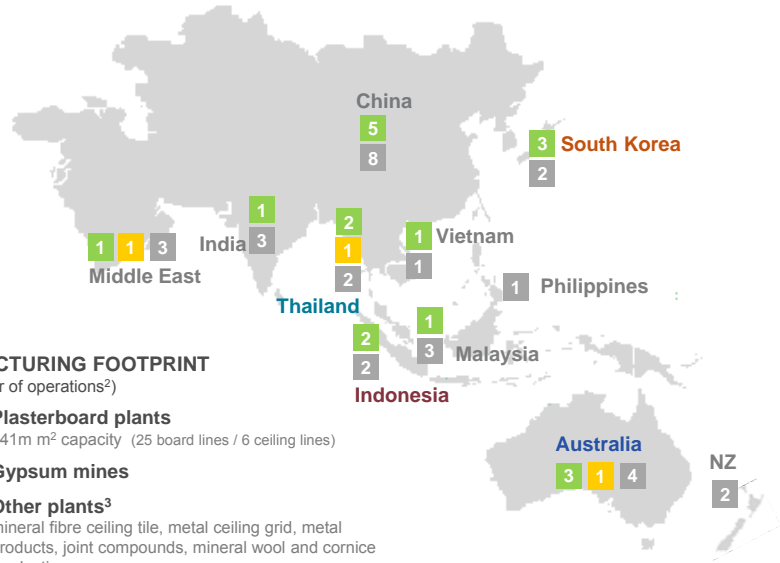 China
5
8
3 South Korea
2
1
India 3
2
1
2
Thailand
1 Vietnam
1
1 1 3
Middle East
1 Philippines
1
3 Malaysia
2
2
Indonesia
CTURING FOOTPRINT
r of operations²)
Plasterboard plants
41m m² capacity (25 board lines / 6 ceiling lines)
Gypsum mines
Other plants³
mineral fibre ceiling tile, metal ceiling grid, metal
roducts, joint compounds, mineral wool and cornice
Australia
3 1 4
NZ
2